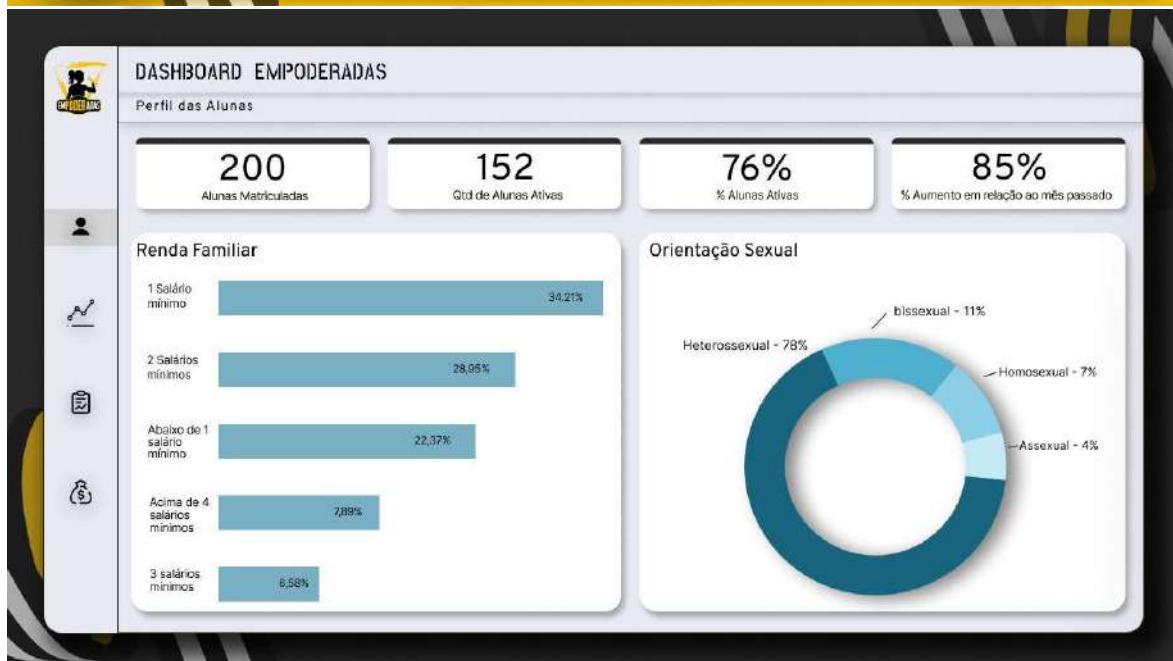 EMPODERADAS
DASHBOARD EMPODERADAS
Perfil das Alunas
200
Alunas Matriculadas
152
Qtd de Alunas Ativas
76%
% Alunas Ativas
85%
% Aumento em relação ao mês passado
Renda Familiar
1 Salário
mínimo
34,21%
2 Salários
mínimos
28,95%
Abaixo de 1
salário
mínimo
22,37%
Acima de 4
salários
mínimos
7,89%
3 salários
mínimos
6,58%
Orientação Sexual
bissexual - 11%
Heterossexual - 78%
Homosexual - 7%
Assexual - 4%